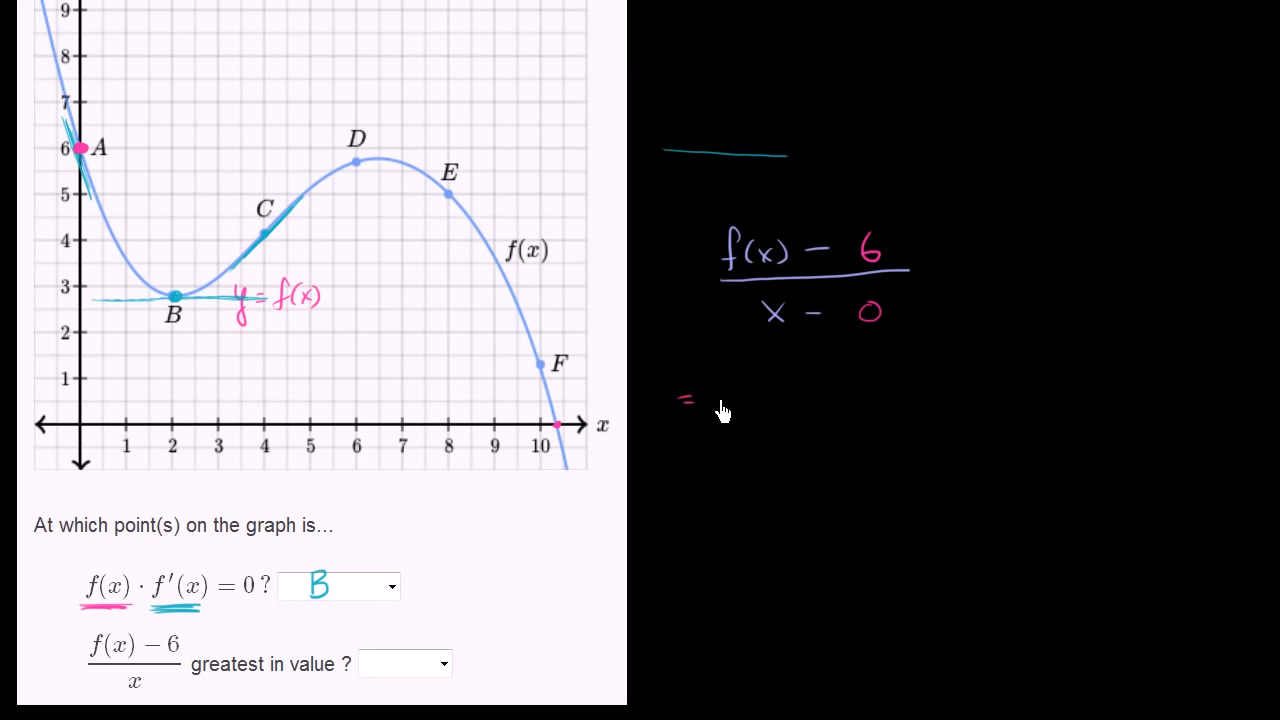 9
8
7
6 A
D
E
5
C
4
f(x)
3
y = f(x)
B
2
1
F
x
1 2 3 4 5 6 7 8 9 10
f(x) − 6
x − 0
=
At which point(s) on the graph is...
f(x) · f′(x) = 0 ? B
f(x) − 6
x
greatest in value ?